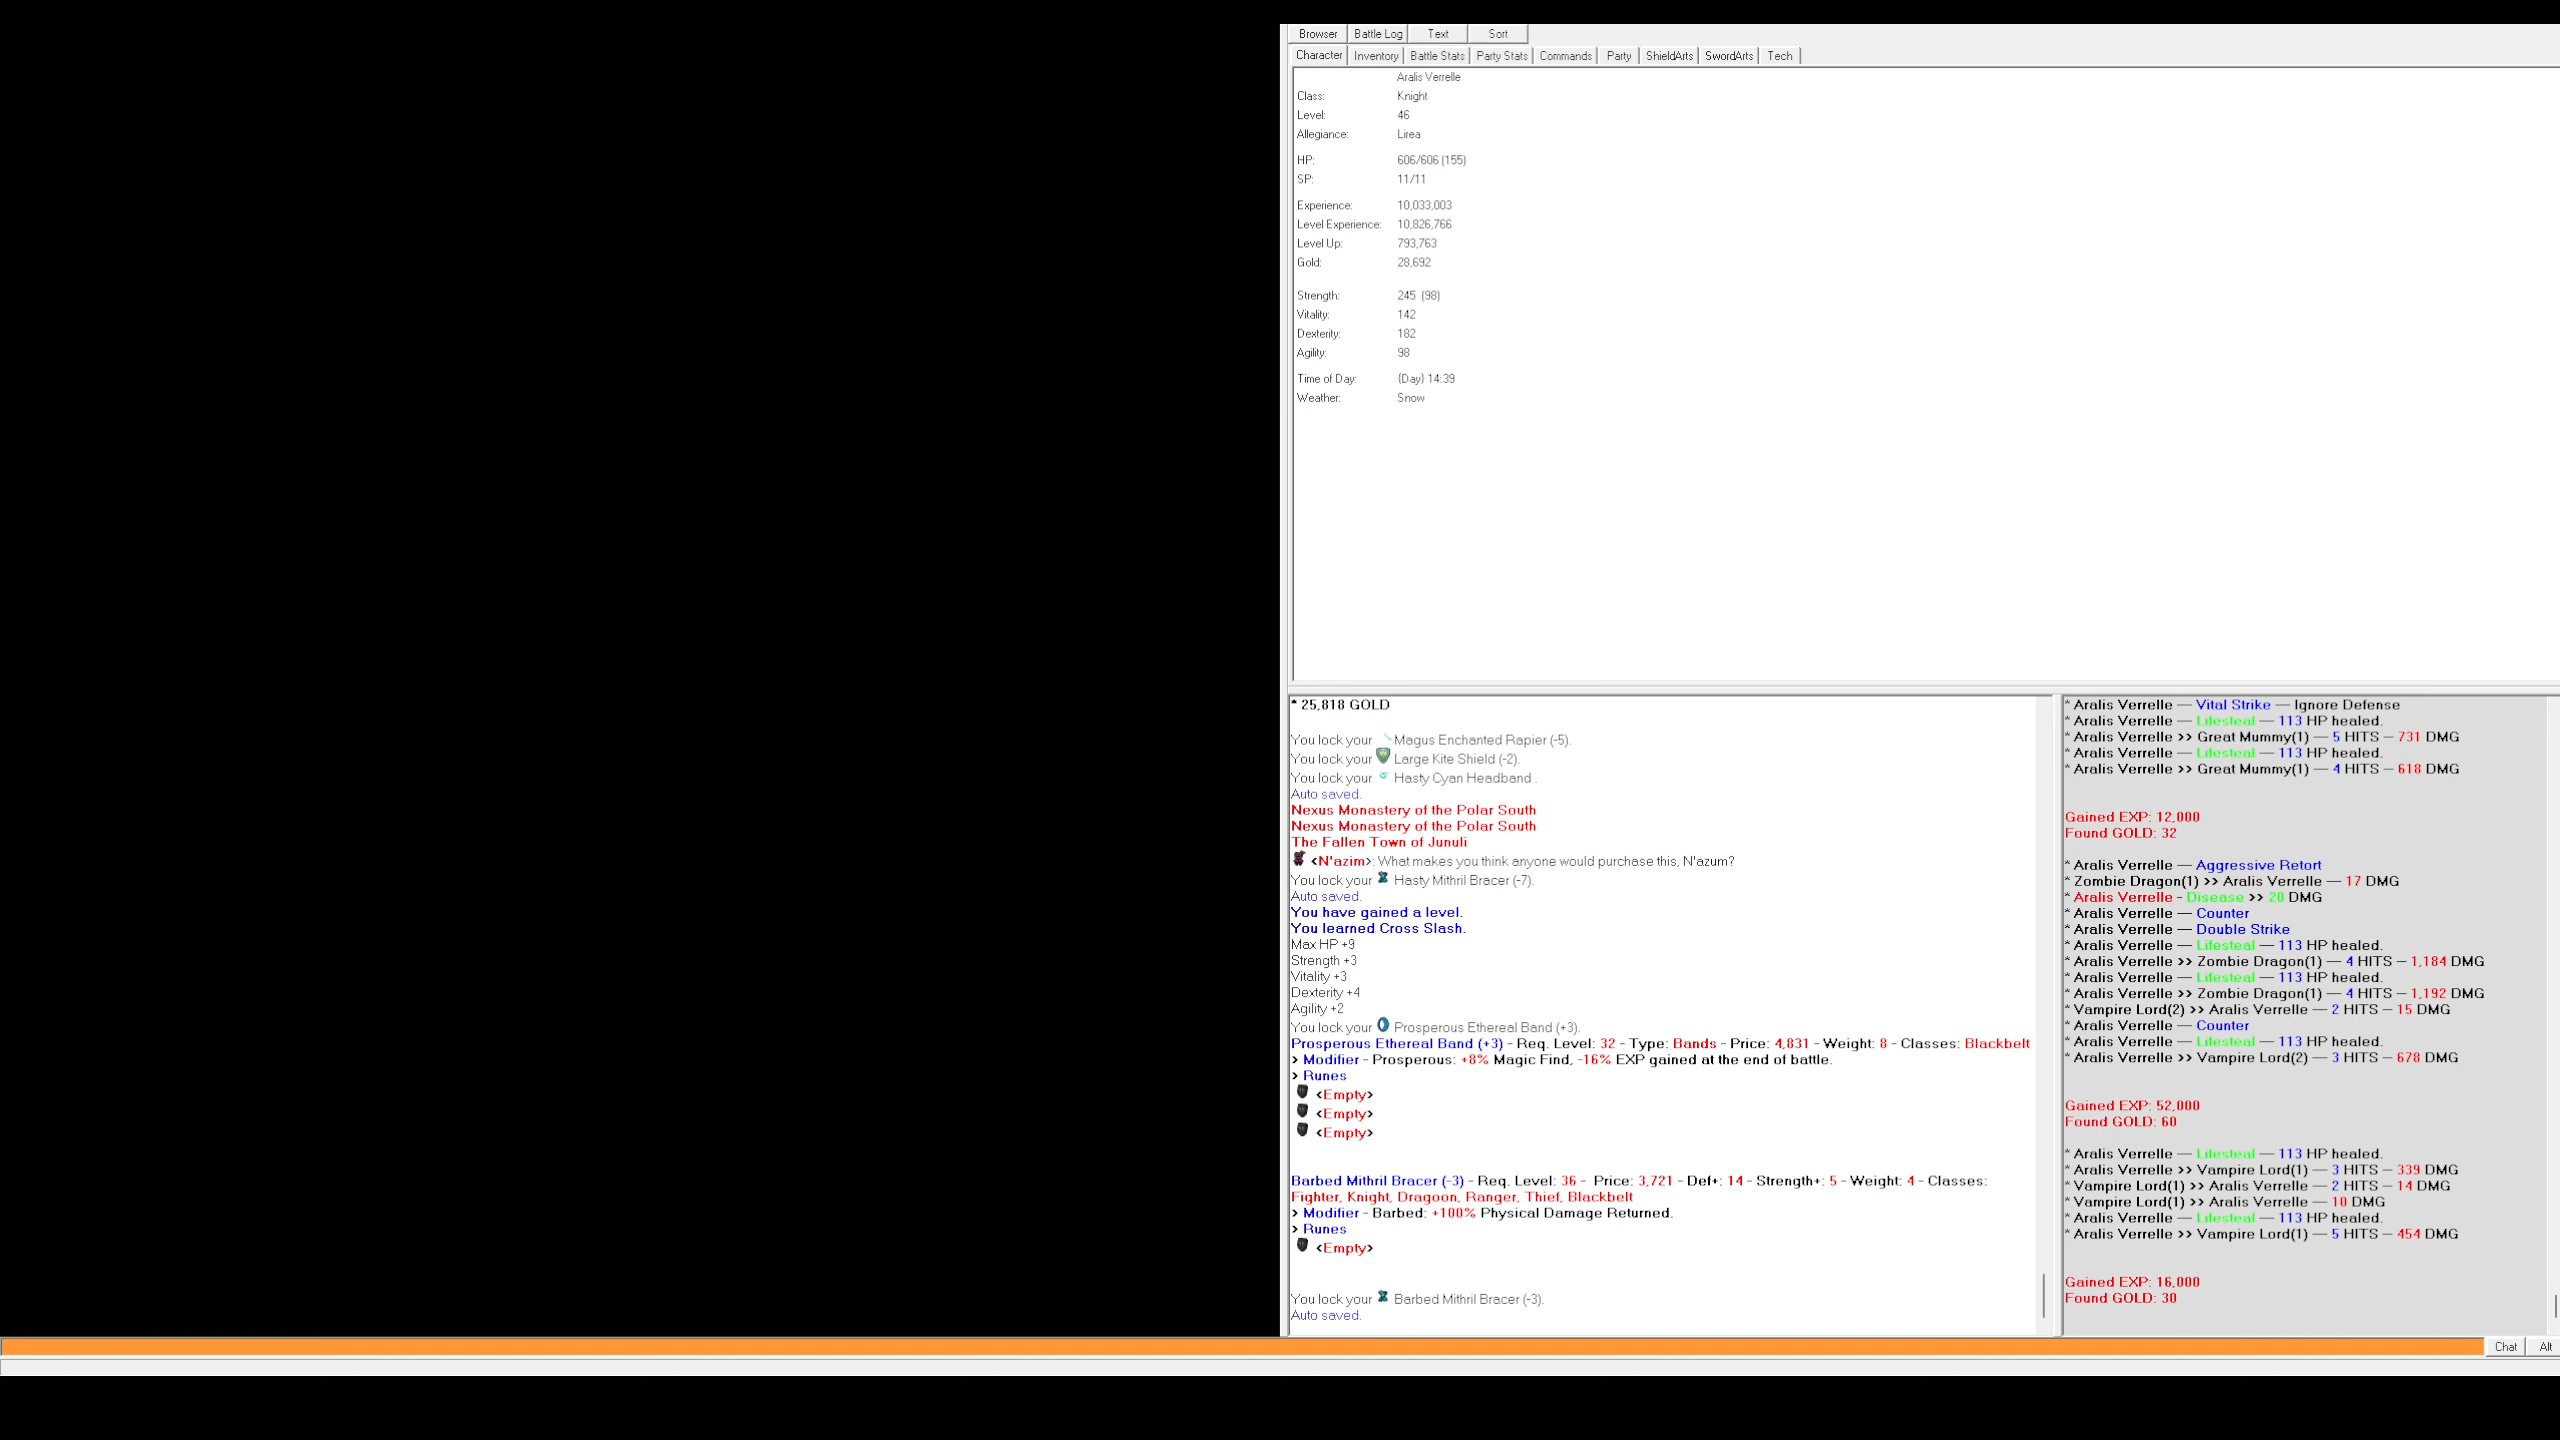 Browser Battle Log Text Sort
Character Inventory Battle Stats Party Stats Commands Party ShieldArts SwordArts Tech
Aralis Verrelle
Class: Knight
Level: 46
Allegiance: Lirea
HP: 606/606 (155)
SP: 11/11
Experience: 10,033,003
Level Experience: 10,826,766
Level Up: 793,763
Gold: 28,692
Strength: 245 (98)
Vitality: 142
Dexterity: 182
Agility: 98
Time of Day: (Day) 14:39
Weather: Snow
* 25,818 GOLD
You lock your Magus Enchanted Rapier (-5).
You lock your Large Kite Shield (-2).
You lock your Hasty Cyan Headband .
Auto saved.
Nexus Monastery of the Polar South
Nexus Monastery of the Polar South
The Fallen Town of Junuli
<N'azim>: What makes you think anyone would purchase this, N'azum?
You lock your Hasty Mithril Bracer (-7).
Auto saved.
You have gained a level.
You learned Cross Slash.
Max HP +9
Strength +3
Vitality +3
Dexterity +4
Agility +2
You lock your Prosperous Ethereal Band (+3).
Prosperous Ethereal Band (+3) - Req. Level: 32 - Type: Bands - Price: 4,831 - Weight: 8 - Classes: Blackbelt
> Modifier - Prosperous: +8% Magic Find, -16% EXP gained at the end of battle.
> Runes
<Empty>
<Empty>
<Empty>
Barbed Mithril Bracer (-3) - Req. Level: 36 - Price: 3,721 - Def+: 14 - Strength+: 5 - Weight: 4 - Classes:
Fighter, Knight, Dragoon, Ranger, Thief, Blackbelt
> Modifier - Barbed: +100% Physical Damage Returned.
> Runes
<Empty>
You lock your Barbed Mithril Bracer (-3).
Auto saved.
* Aralis Verrelle — Vital Strike — Ignore Defense
* Aralis Verrelle — Lifesteal — 113 HP healed.
* Aralis Verrelle >> Great Mummy(1) — 5 HITS — 731 DMG
* Aralis Verrelle — Lifesteal — 113 HP healed.
* Aralis Verrelle >> Great Mummy(1) — 4 HITS — 618 DMG
Gained EXP: 12,000
Found GOLD: 32
* Aralis Verrelle — Aggressive Retort
* Zombie Dragon(1) >> Aralis Verrelle — 17 DMG
* Aralis Verrelle - Disease >> 20 DMG
* Aralis Verrelle — Counter
* Aralis Verrelle — Double Strike
* Aralis Verrelle — Lifesteal — 113 HP healed.
* Aralis Verrelle >> Zombie Dragon(1) — 4 HITS — 1,184 DMG
* Aralis Verrelle — Lifesteal — 113 HP healed.
* Aralis Verrelle >> Zombie Dragon(1) — 4 HITS — 1,192 DMG
* Vampire Lord(2) >> Aralis Verrelle — 2 HITS — 15 DMG
* Aralis Verrelle — Counter
* Aralis Verrelle — Lifesteal — 113 HP healed.
* Aralis Verrelle >> Vampire Lord(2) — 3 HITS — 678 DMG
Gained EXP: 52,000
Found GOLD: 60
* Aralis Verrelle — Lifesteal — 113 HP healed.
* Aralis Verrelle >> Vampire Lord(1) — 3 HITS — 339 DMG
* Vampire Lord(1) >> Aralis Verrelle — 2 HITS — 14 DMG
* Vampire Lord(1) >> Aralis Verrelle — 10 DMG
* Aralis Verrelle — Lifesteal — 113 HP healed.
* Aralis Verrelle >> Vampire Lord(1) — 5 HITS — 454 DMG
Gained EXP: 16,000
Found GOLD: 30
Chat Alt